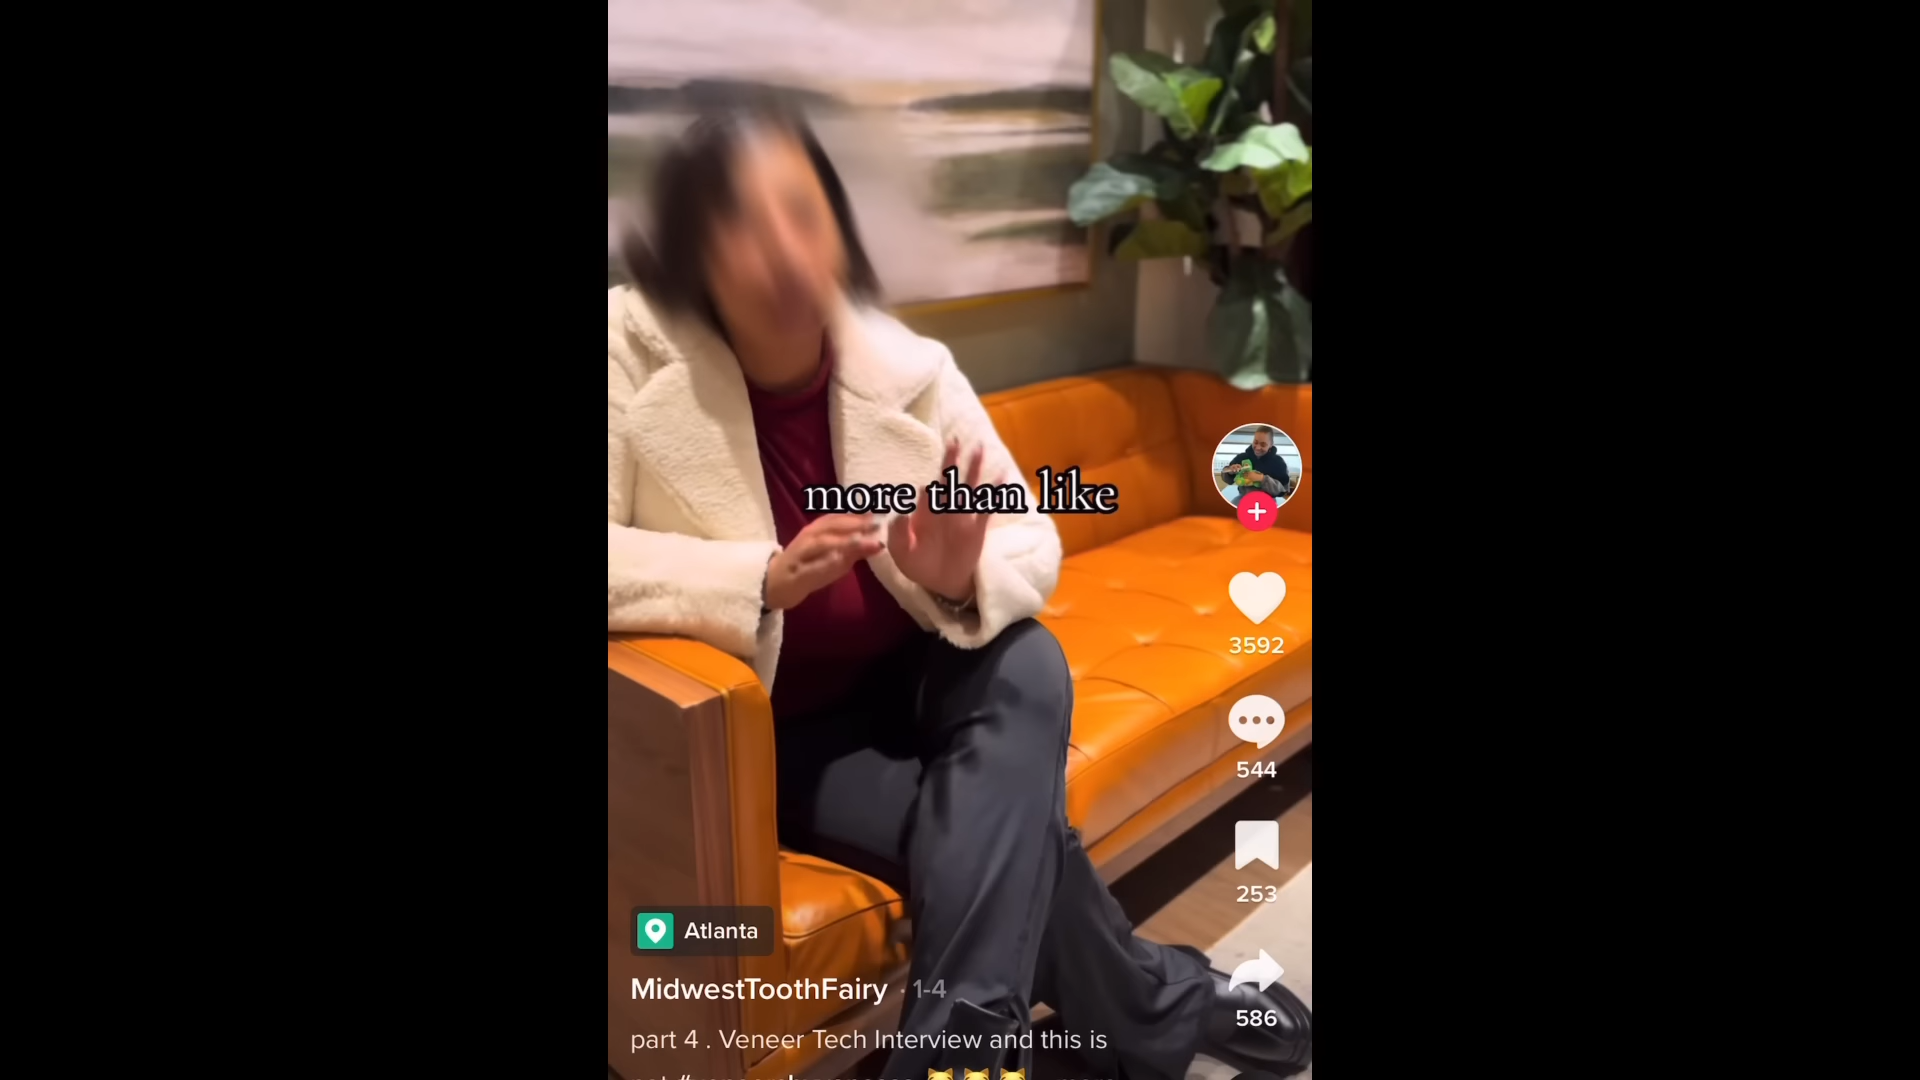 more than like
3592
544
253
586
Atlanta
MidwestToothFairy · 1-4
part 4 . Veneer Tech Interview and this is